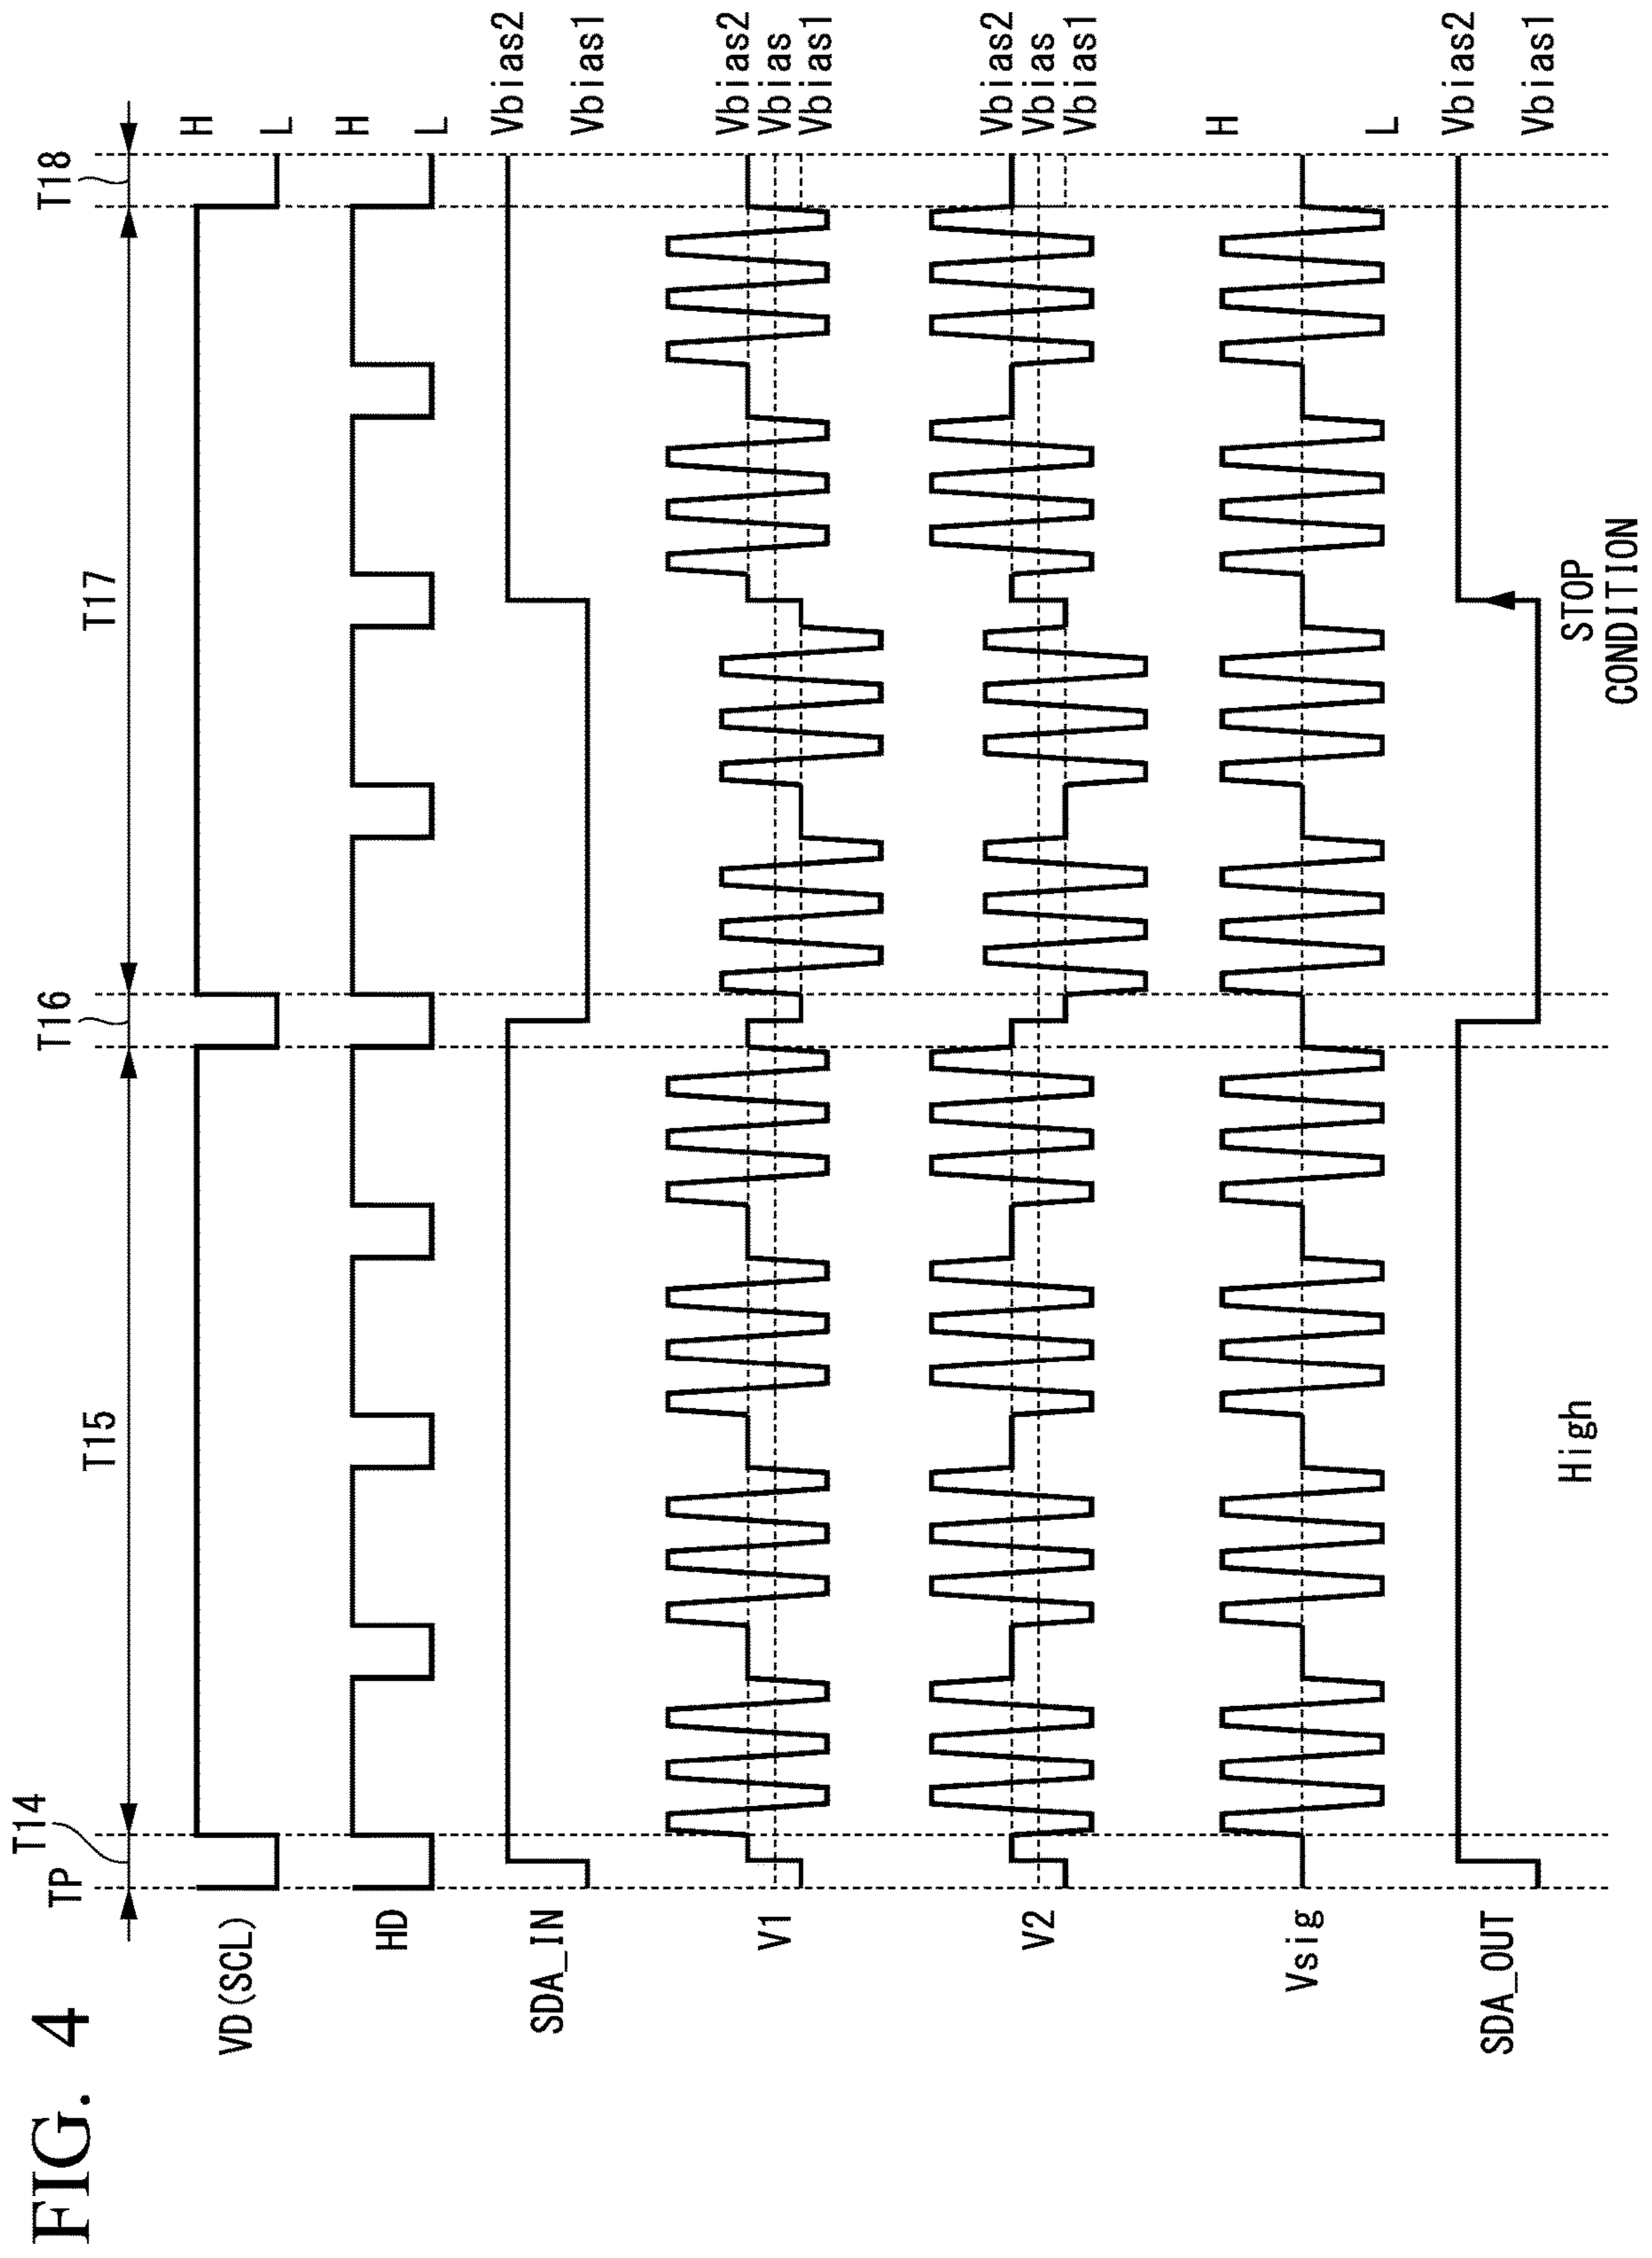 FIG. 4
TP
T14
T15
T16
T17
T18
VD(SCL)
H
L
HD
H
L
SDA_IN
Vbias2
Vbias1
V1
Vbias2
Vbias
Vbias1
V2
Vbias2
Vbias
Vbias1
Vsig
H
L
SDA_OUT
Vbias2
Vbias1
High
STOP
CONDITION